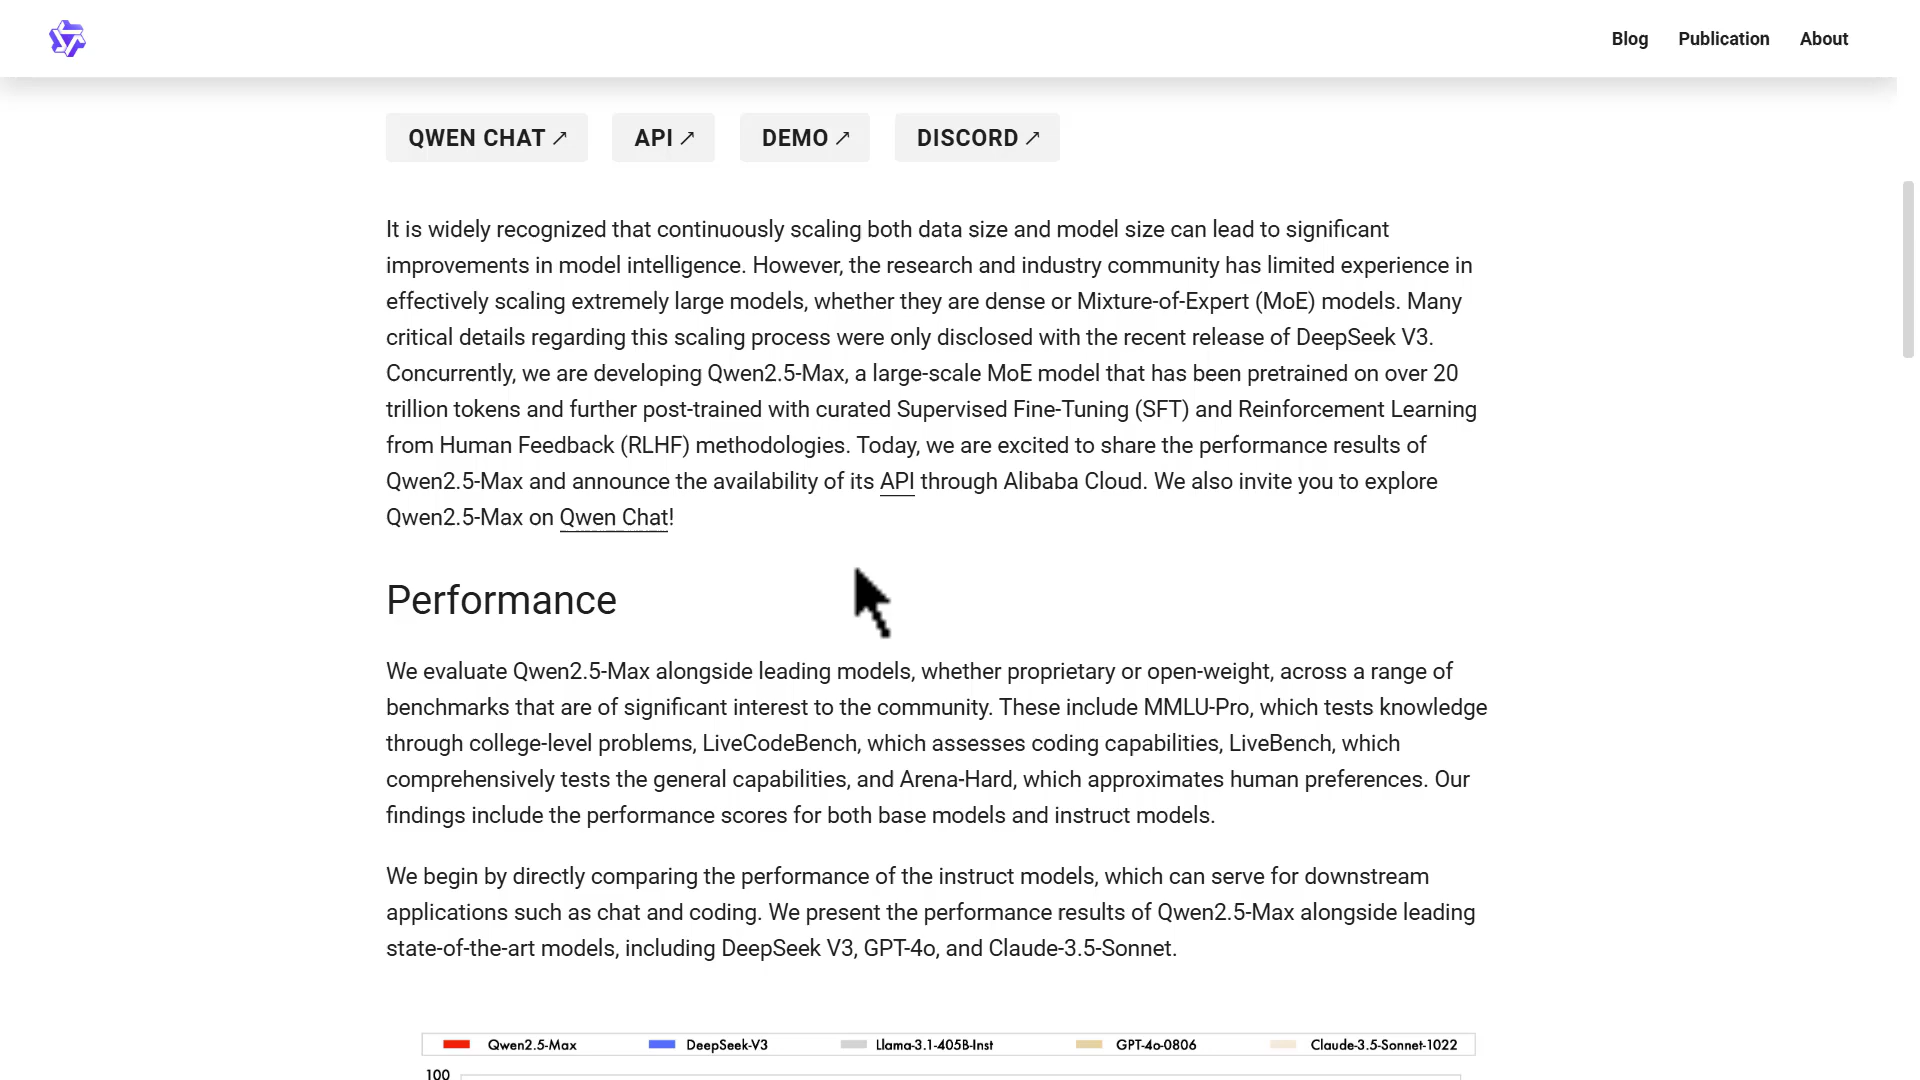 Blog Publication About
QWEN CHAT ↗ API ↗ DEMO ↗ DISCORD ↗
It is widely recognized that continuously scaling both data size and model size can lead to significant
improvements in model intelligence. However, the research and industry community has limited experience in
effectively scaling extremely large models, whether they are dense or Mixture-of-Expert (MoE) models. Many
critical details regarding this scaling process were only disclosed with the recent release of DeepSeek V3.
Concurrently, we are developing Qwen2.5-Max, a large-scale MoE model that has been pretrained on over 20
trillion tokens and further post-trained with curated Supervised Fine-Tuning (SFT) and Reinforcement Learning
from Human Feedback (RLHF) methodologies. Today, we are excited to share the performance results of
Qwen2.5-Max and announce the availability of its API through Alibaba Cloud. We also invite you to explore
Qwen2.5-Max on Qwen Chat!
Performance
We evaluate Qwen2.5-Max alongside leading models, whether proprietary or open-weight, across a range of
benchmarks that are of significant interest to the community. These include MMLU-Pro, which tests knowledge
through college-level problems, LiveCodeBench, which assesses coding capabilities, LiveBench, which
comprehensively tests the general capabilities, and Arena-Hard, which approximates human preferences. Our
findings include the performance scores for both base models and instruct models.
We begin by directly comparing the performance of the instruct models, which can serve for downstream
applications such as chat and coding. We present the performance results of Qwen2.5-Max alongside leading
state-of-the-art models, including DeepSeek V3, GPT-4o, and Claude-3.5-Sonnet.
Qwen2.5-Max DeepSeek-V3 Llama-3.1-405B-Inst GPT-4o-0806 Claude-3.5-Sonnet-1022
100